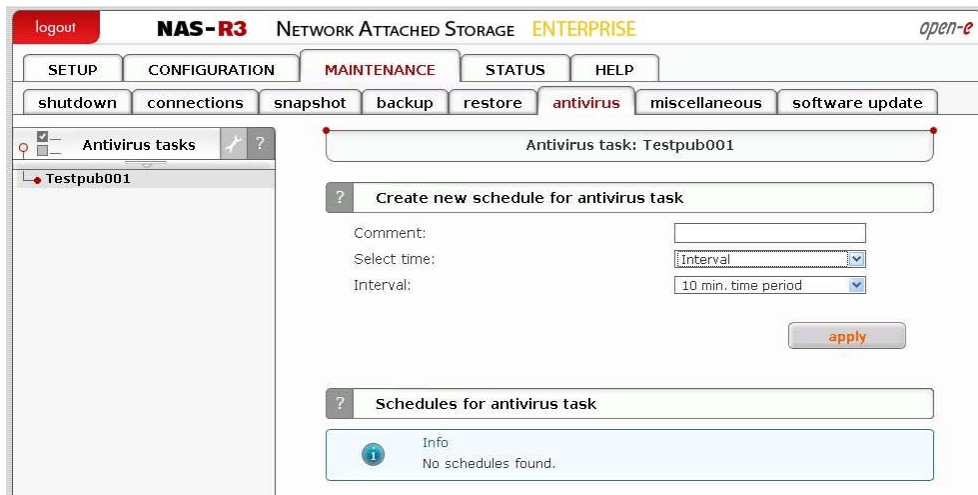 logout NAS-R3 NETWORK ATTACHED STORAGE ENTERPRISE open-e
SETUP CONFIGURATION MAINTENANCE STATUS HELP
shutdown connections snapshot backup restore antivirus miscellaneous software update
Antivirus tasks ?
Testpub001
Antivirus task: Testpub001
? Create new schedule for antivirus task
Comment:
Select time: Interval
Interval: 10 min. time period
apply
? Schedules for antivirus task
i Info
No schedules found.